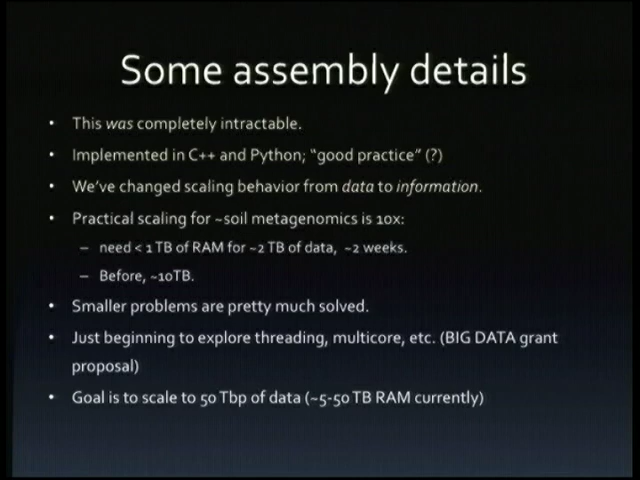 Some assembly details
• This was completely intractable.
• Implemented in C++ and Python; “good practice” (?)
• We’ve changed scaling behavior from data to information.
• Practical scaling for ~soil metagenomics is 10x:
– need < 1 TB of RAM for ~2 TB of data, ~2 weeks.
– Before, ~10TB.
• Smaller problems are pretty much solved.
• Just beginning to explore threading, multicore, etc. (BIG DATA grant
proposal)
• Goal is to scale to 50 Tbp of data (~5-50 TB RAM currently)